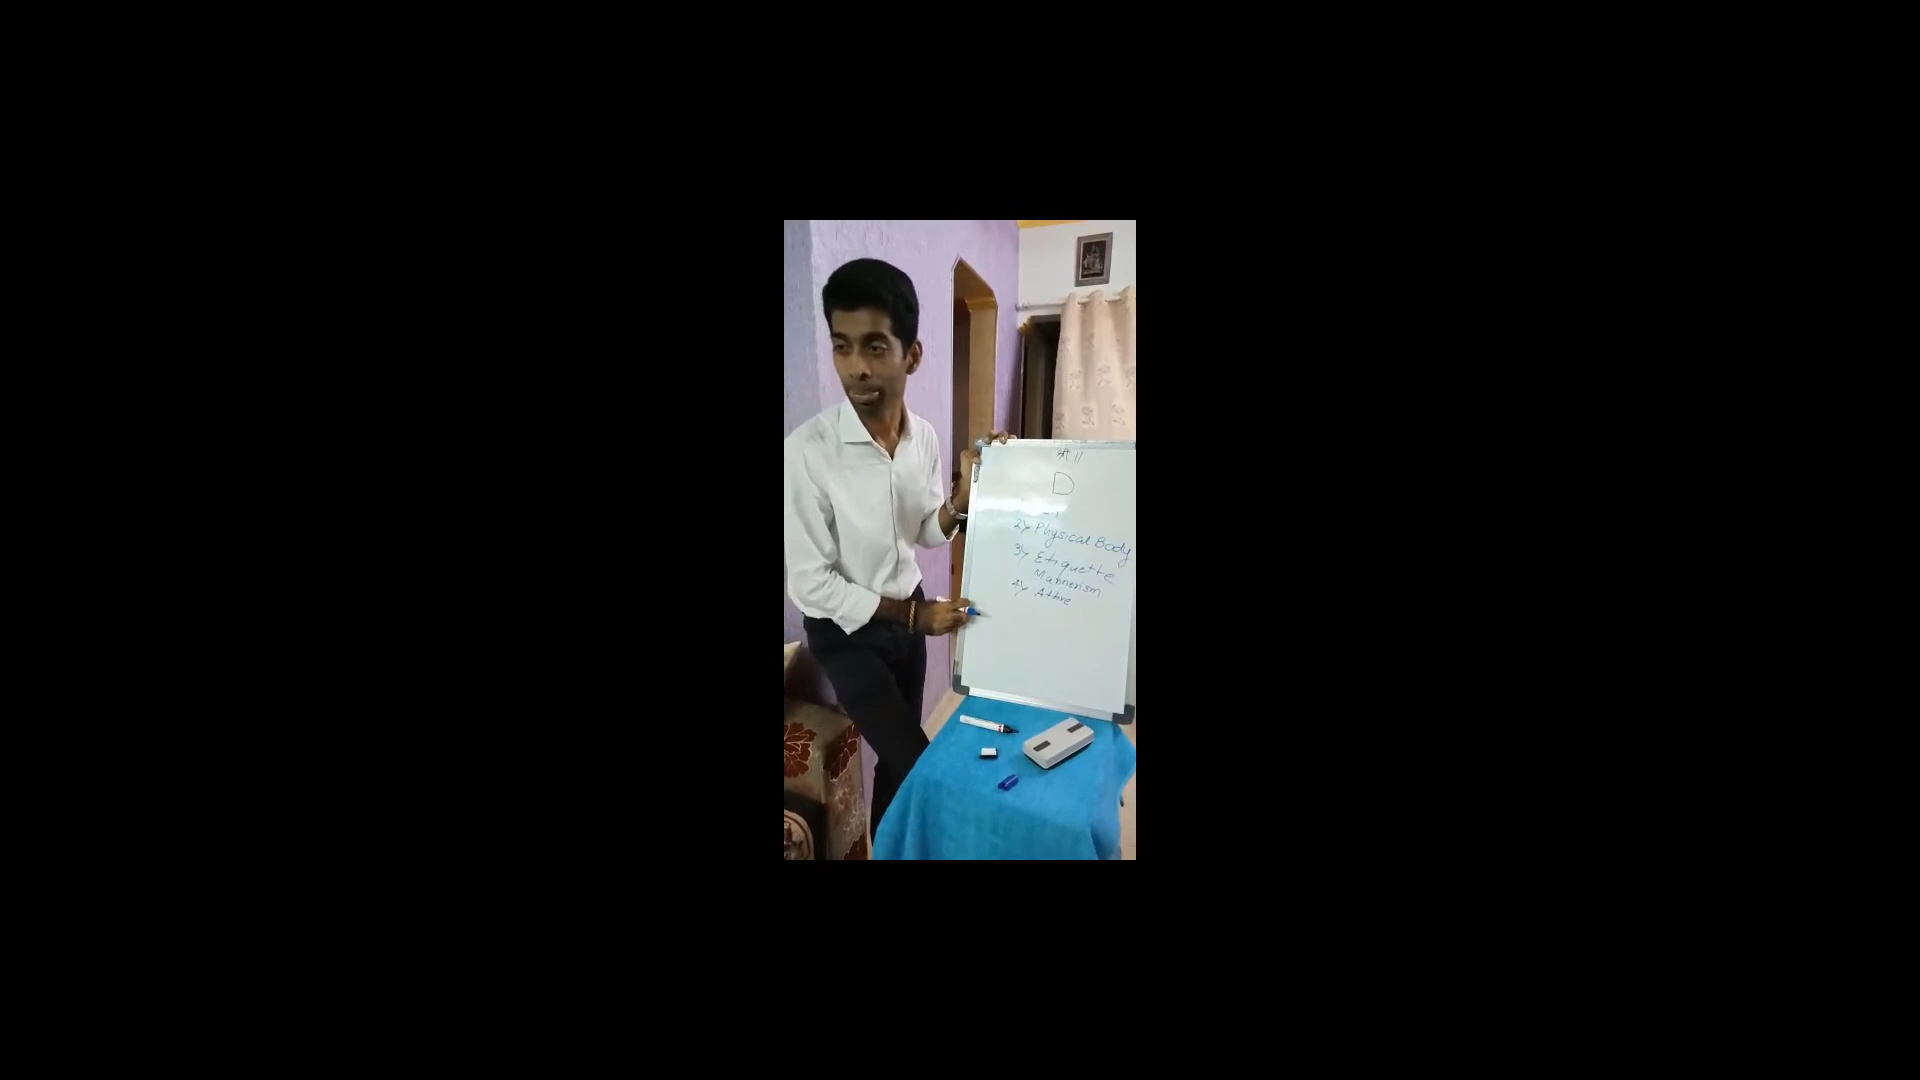 श्री ॥
D
2) Physical Body
3) Etiquette
Mannerism
4) Attire